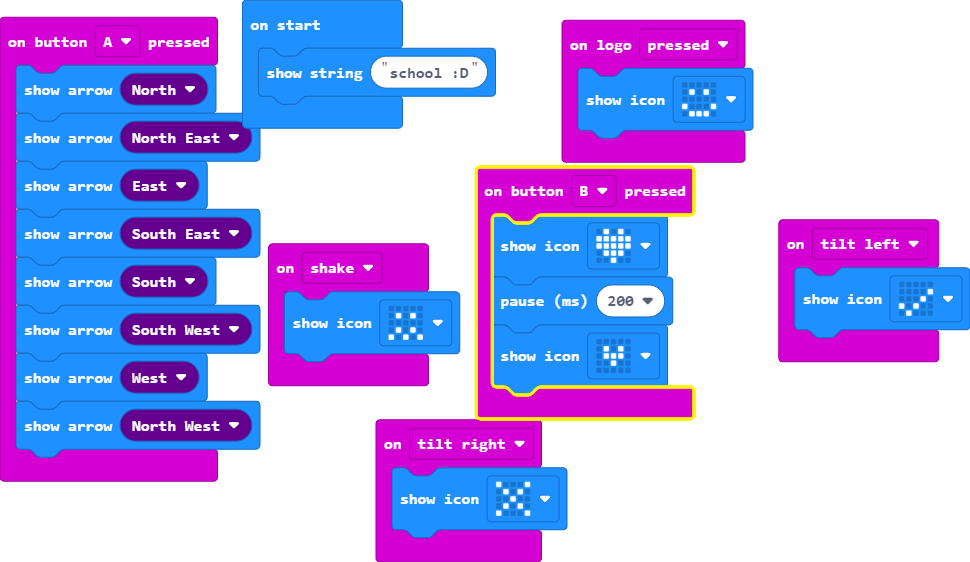 on button A pressed
show arrow North
show arrow North East
show arrow East
show arrow South East
show arrow South
show arrow South West
show arrow West
show arrow North West
on start
show string "school :D"
on logo pressed
show icon
on button B pressed
show icon
pause (ms) 200
show icon
on shake
show icon
on tilt left
show icon
on tilt right
show icon